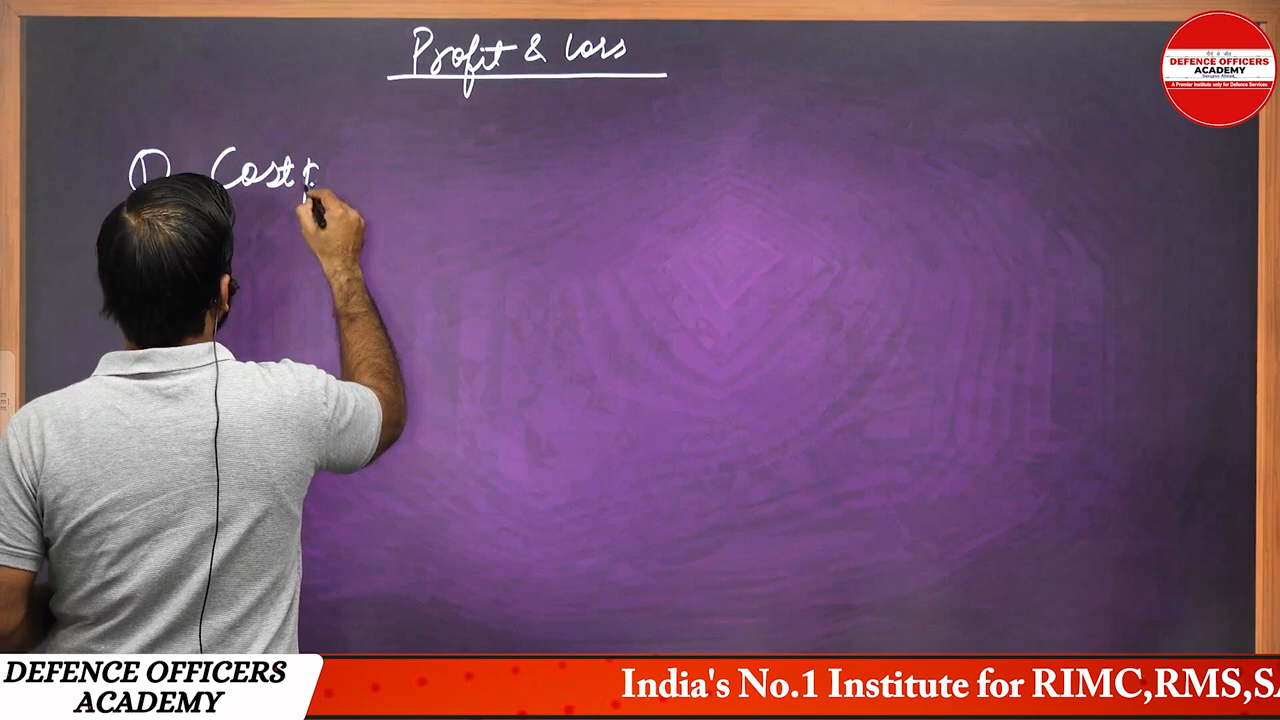 Profit & Loss
DEFENCE OFFICERS
ACADEMY
A Premier Institute only for Defence Services
① Cost
DEFENCE OFFICERS
ACADEMY
India's No.1 Institute for RIMC,RMS,SA